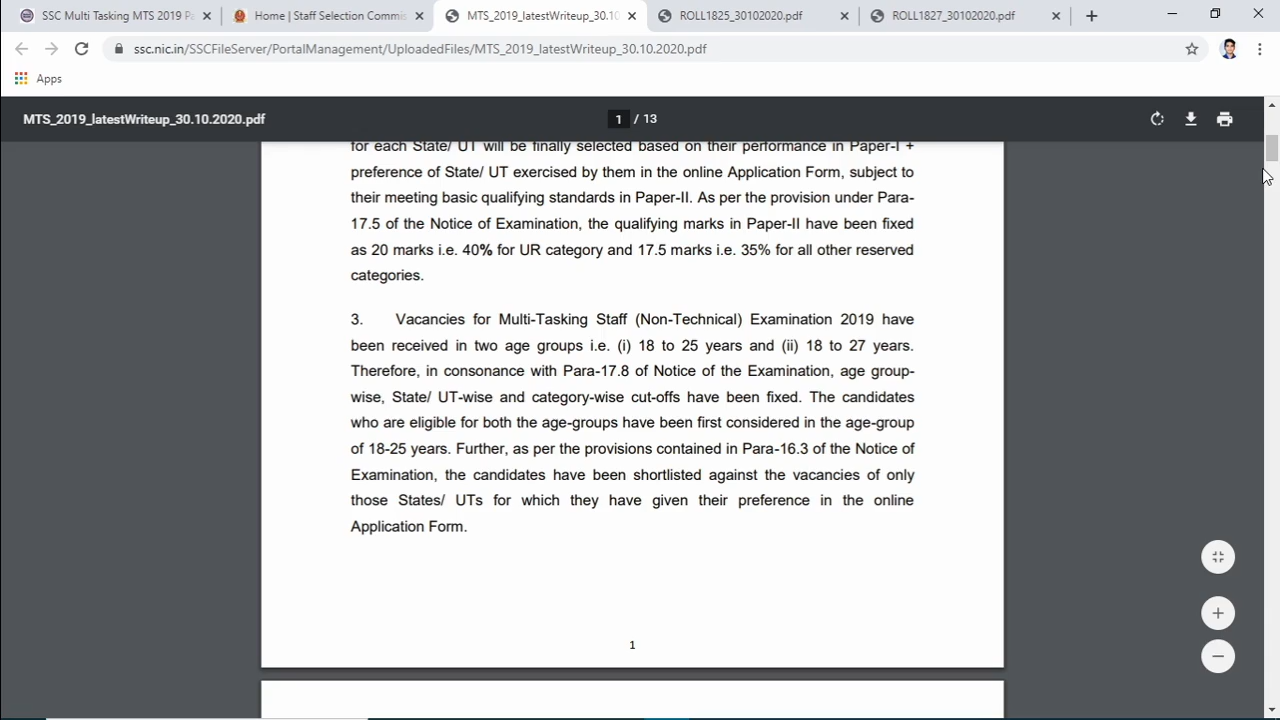 SSC Multi Tasking MTS 2019 Pa
Home | Staff Selection Commis
MTS_2019_latestWriteup_30.10
ROLL1825_30102020.pdf
ROLL1827_30102020.pdf
ssc.nic.in/SSCFileServer/PortalManagement/UploadedFiles/MTS_2019_latestWriteup_30.10.2020.pdf
Apps
MTS_2019_latestWriteup_30.10.2020.pdf
1 / 13
for each State/ UT will be finally selected based on their performance in Paper-I +
preference of State/ UT exercised by them in the online Application Form, subject to
their meeting basic qualifying standards in Paper-II. As per the provision under Para-
17.5 of the Notice of Examination, the qualifying marks in Paper-II have been fixed
as 20 marks i.e. 40% for UR category and 17.5 marks i.e. 35% for all other reserved
categories.
3. Vacancies for Multi-Tasking Staff (Non-Technical) Examination 2019 have
been received in two age groups i.e. (i) 18 to 25 years and (ii) 18 to 27 years.
Therefore, in consonance with Para-17.8 of Notice of the Examination, age group-
wise, State/ UT-wise and category-wise cut-offs have been fixed. The candidates
who are eligible for both the age-groups have been first considered in the age-group
of 18-25 years. Further, as per the provisions contained in Para-16.3 of the Notice of
Examination, the candidates have been shortlisted against the vacancies of only
those States/ UTs for which they have given their preference in the online
Application Form.
1